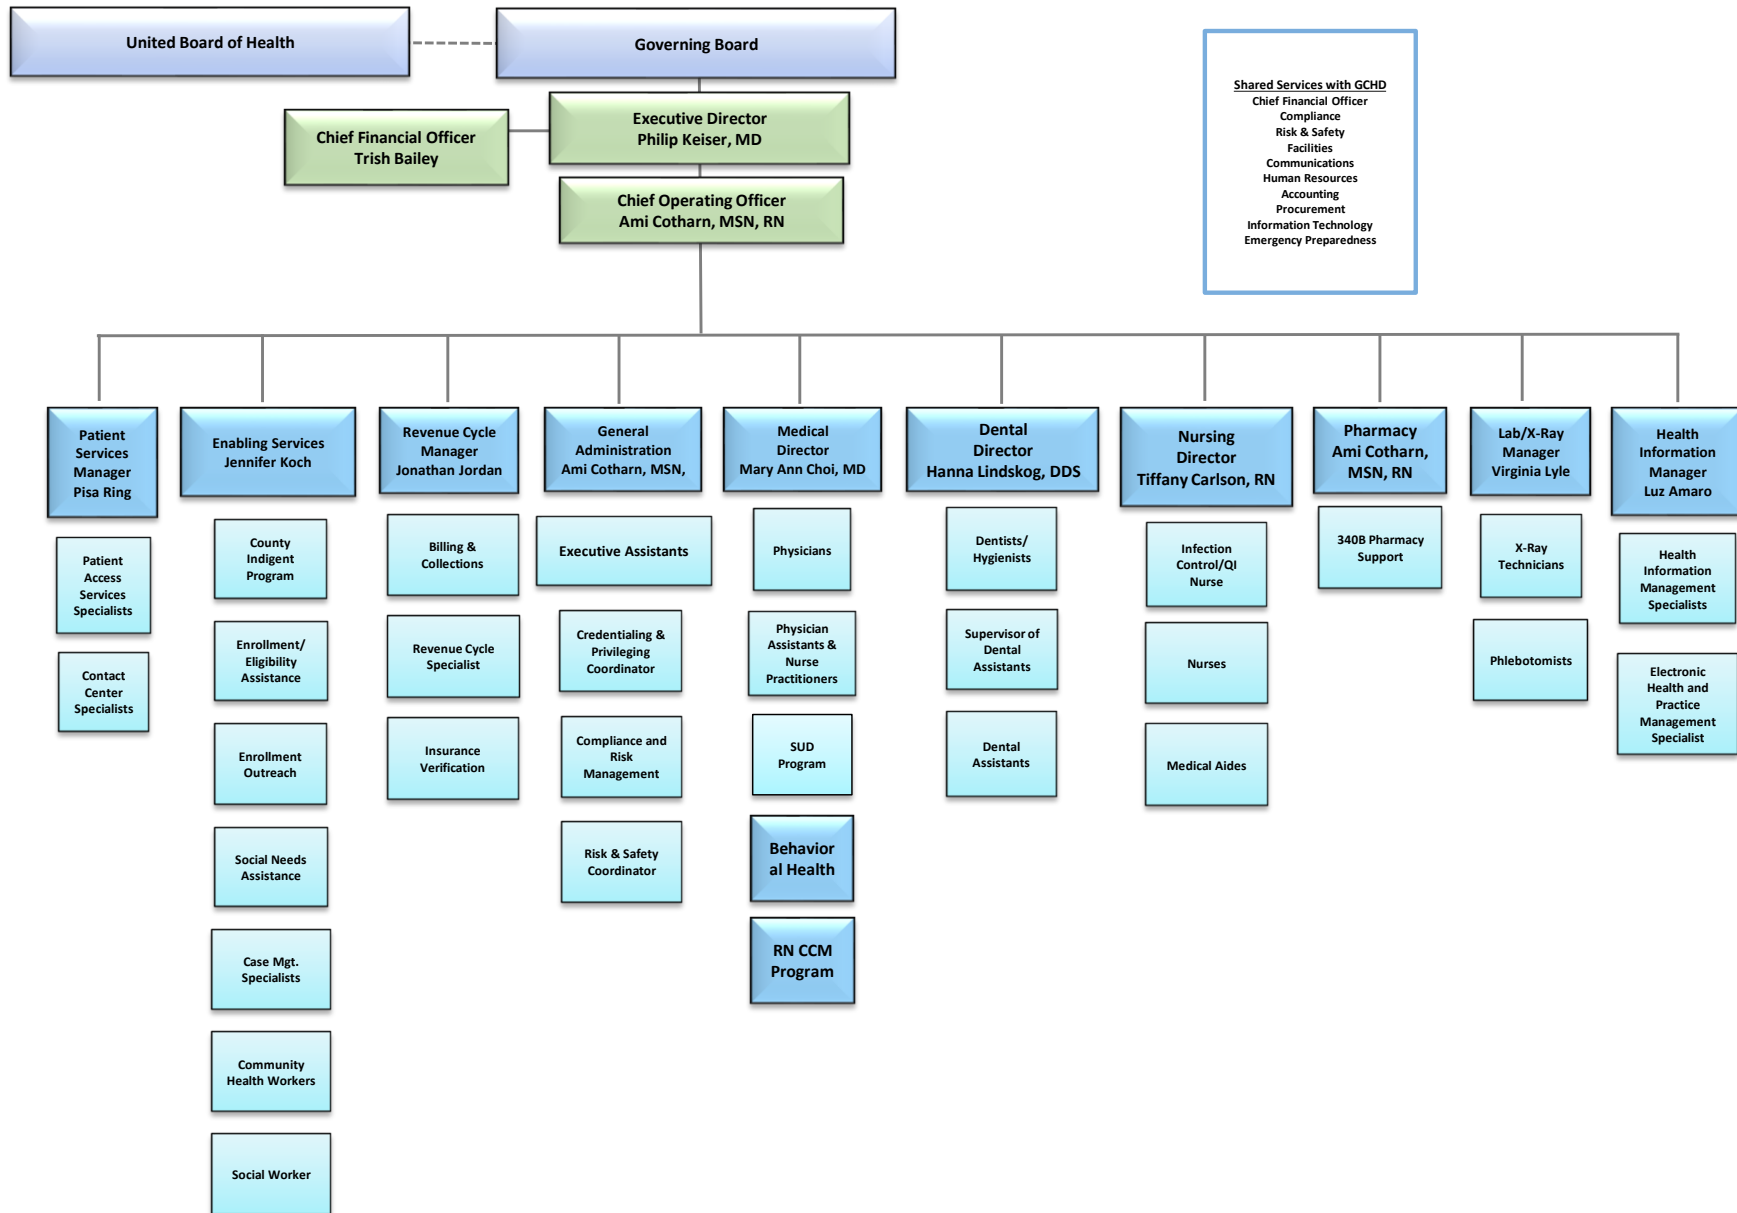 United Board of Health
Governing Board
Executive Director
Philip Keiser, MD
Chief Financial Officer
Trish Bailey
Chief Operating Officer
Ami Cotharn, MSN, RN
Shared Services with GCHD
Chief Financial Officer
Compliance
Risk & Safety
Facilities
Communications
Human Resources
Accounting
Procurement
Information Technology
Emergency Preparedness
Patient
Services
Manager
Pisa Ring
Patient
Access
Services
Specialists
Contact
Center
Specialists
Enabling Services
Jennifer Koch
County
Indigent
Program
Enrollment/
Eligibility
Assistance
Enrollment
Outreach
Social Needs
Assistance
Case Mgt.
Specialists
Community
Health Workers
Social Worker
Revenue Cycle
Manager
Jonathan Jordan
Billing &
Collections
Revenue Cycle
Specialist
Insurance
Verification
General
Administration
Ami Cotharn, MSN,
Executive Assistants
Credentialing &
Privileging
Coordinator
Compliance and
Risk
Management
Risk & Safety
Coordinator
Medical
Director
Mary Ann Choi, MD
Physicians
Physician
Assistants &
Nurse
Practitioners
SUD
Program
Behavior
al Health
RN CCM
Program
Dental
Director
Hanna Lindskog, DDS
Dentists/
Hygienists
Supervisor of
Dental
Assistants
Dental
Assistants
Nursing
Director
Tiffany Carlson, RN
Infection
Control/QI
Nurse
Nurses
Medical Aides
Pharmacy
Ami Cotharn,
MSN, RN
340B Pharmacy
Support
Lab/X-Ray
Manager
Virginia Lyle
X-Ray
Technicians
Phlebotomists
Health
Information
Manager
Luz Amaro
Health
Information
Management
Specialists
Electronic
Health and
Practice
Management
Specialist